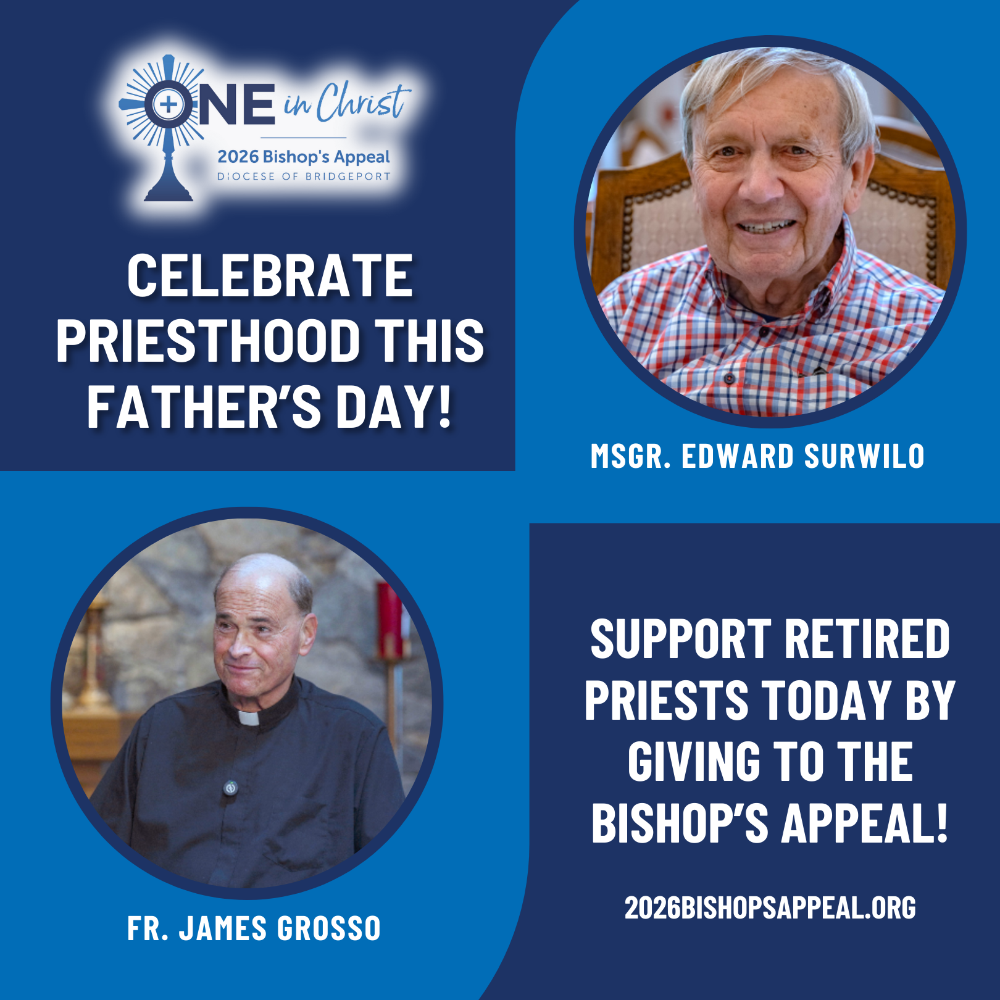 ONE in Christ
2026 Bishop's Appeal
DIOCESE OF BRIDGEPORT
CELEBRATE
PRIESTHOOD THIS
FATHER’S DAY!
MSGR. EDWARD SURWILO
FR. JAMES GROSSO
SUPPORT RETIRED
PRIESTS TODAY BY
GIVING TO THE
BISHOP’S APPEAL!
2026BISHOPSAPPEAL.ORG